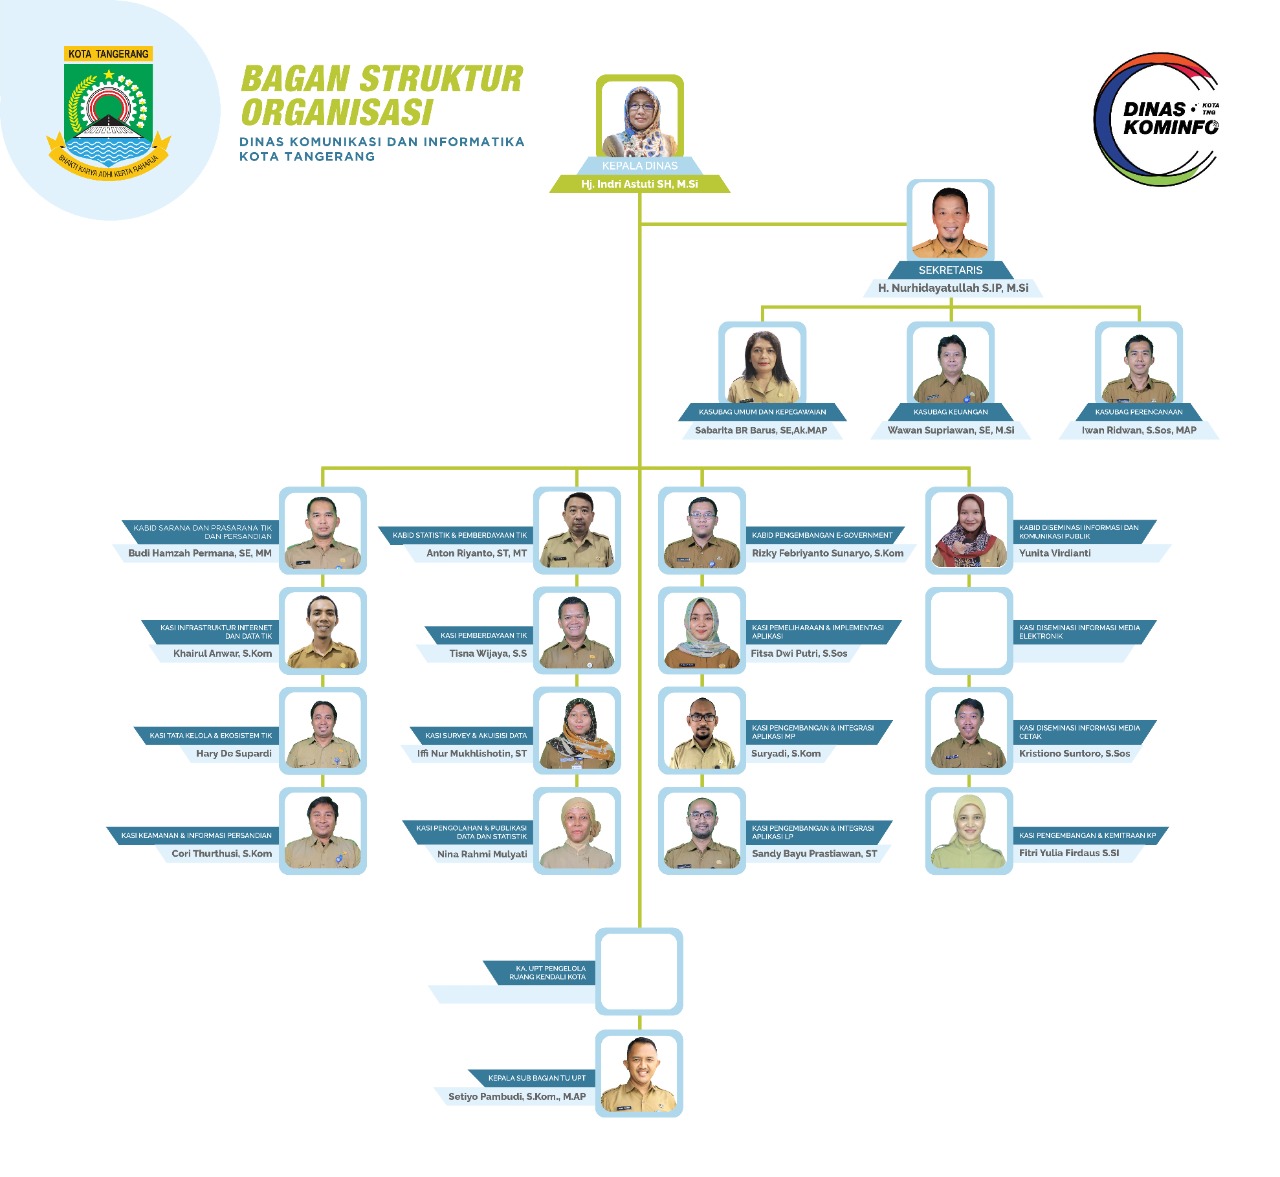 KOTA TANGERANG
BHAKTI KARYA ADHI KERTA RAHARJA
BAGAN STRUKTUR
ORGANISASI
DINAS KOMUNIKASI DAN INFORMATIKA
KOTA TANGERANG
DINAS KOTA TNG
KOMINFO
KEPALA DINAS
Hj. Indri Astuti SH, M.Si
SEKRETARIS
H. Nurhidayatullah S.IP, M.Si
KASUBAG UMUM DAN KEPEGAWAIAN
Sabarita BR Barus, SE,Ak.MAP
KASUBAG KEUANGAN
Wawan Supriawan, SE, M.Si
KASUBAG PERENCANAAN
Iwan Ridwan, S.Sos, MAP
KABID SARANA DAN PRASARANA TIK
DAN PERSANDIAN
Budi Hamzah Permana, SE, MM
KASI INFRASTRUKTUR INTERNET
DAN DATA TIK
Khairul Anwar, S.Kom
KASI TATA KELOLA & EKOSISTEM TIK
Hary De Supardi
KASI KEAMANAN & INFORMASI PERSANDIAN
Cori Thurthusi, S.Kom
KABID STATISTIK & PEMBERDAYAAN TIK
Anton Riyanto, ST, MT
KASI PEMBERDAYAAN TIK
Tisna Wijaya, S.S
KASI SURVEY & AKUISISI DATA
Iffi Nur Mukhlishotin, ST
KASI PENGOLAHAN & PUBLIKASI
DATA DAN STATISTIK
Nina Rahmi Mulyati
KABID PENGEMBANGAN E-GOVERNMENT
Rizky Febriyanto Sunaryo, S.Kom
KASI PEMELIHARAAN & IMPLEMENTASI
APLIKASI
Fitsa Dwi Putri, S.Sos
KASI PENGEMBANGAN & INTEGRASI
APLIKASI MP
Suryadi, S.Kom
KASI PENGEMBANGAN & INTEGRASI
APLIKASI LP
Sandy Bayu Prastiawan, ST
KABID DISEMINASI INFORMASI DAN
KOMUNIKASI PUBLIK
Yunita Virdianti
KASI DISEMINASI INFORMASI MEDIA
ELEKTRONIK
KASI DISEMINASI INFORMASI MEDIA
CETAK
Kristiono Suntoro, S.Sos
KASI PENGEMBANGAN & KEMITRAAN KP
Fitri Yulia Firdaus S.SI
KA. UPT PENGELOLA
RUANG KENDALI KOTA
KEPALA SUB BAGIAN TU UPT
Setiyo Pambudi, S.Kom., M.AP